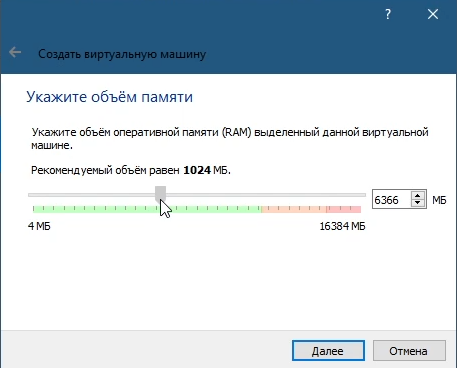 ?
Создать виртуальную машину
Укажите объём памяти
Укажите объём оперативной памяти (RAM) выделенный данной виртуальной
машине.
Рекомендуемый объём равен 1024 МБ.
6366 МБ
4 МБ 16384 МБ
Далее Отмена